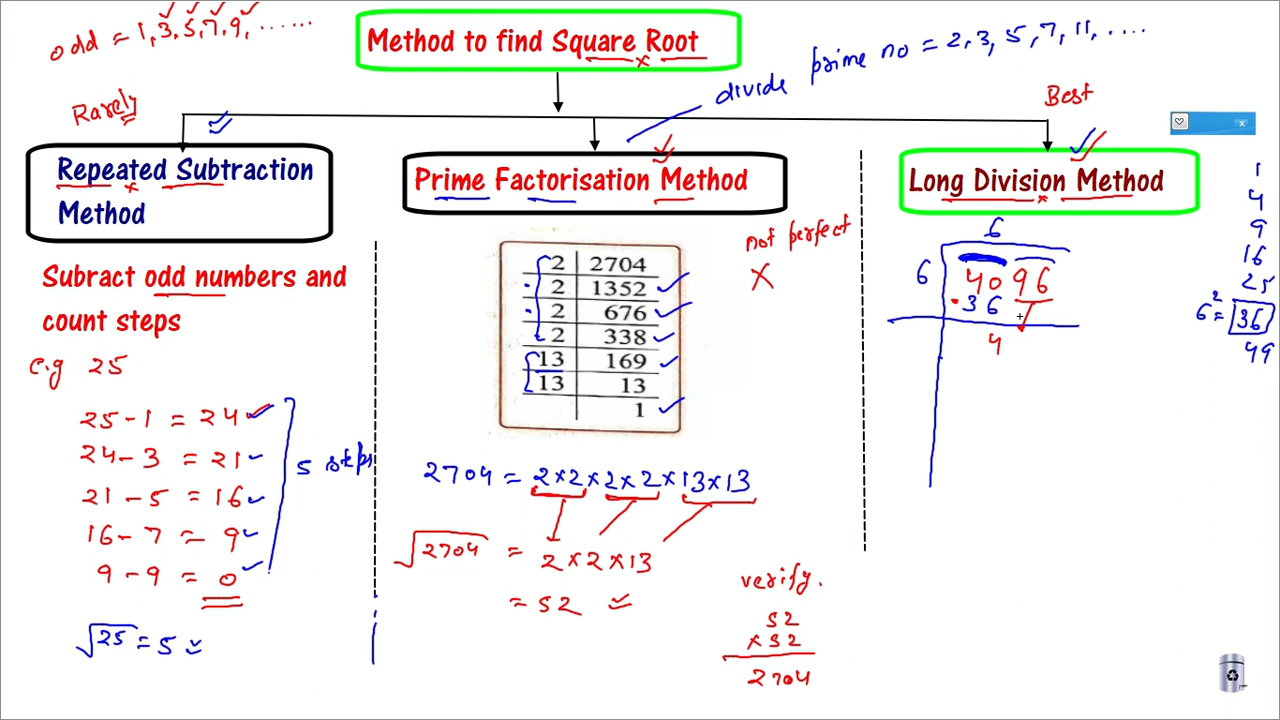 odd = 1, 3, 5, 7, 9, ......
Method to find Square Root
divide prime no = 2, 3, 5, 7, 11, ....
Rarely
Best
Repeated Subtraction
Method
Prime Factorisation Method
Long Division Method
Subract odd numbers and
count steps
e.g 25
25 - 1 = 24
24 - 3 = 21
21 - 5 = 16
16 - 7 = 9
9 - 9 = 0
5 steps
√25 = 5
not perfect
X
2 2704
2 1352
2 676
2 338
13 169
13 13
1
2704 = 2 × 2 × 2 × 2 × 13 × 13
√2704 = 2 × 2 × 13
= 52
verify.
52
× 52
2704
6
6 40 96
- 36
4
1
4
9
16
25
6² = 36
49